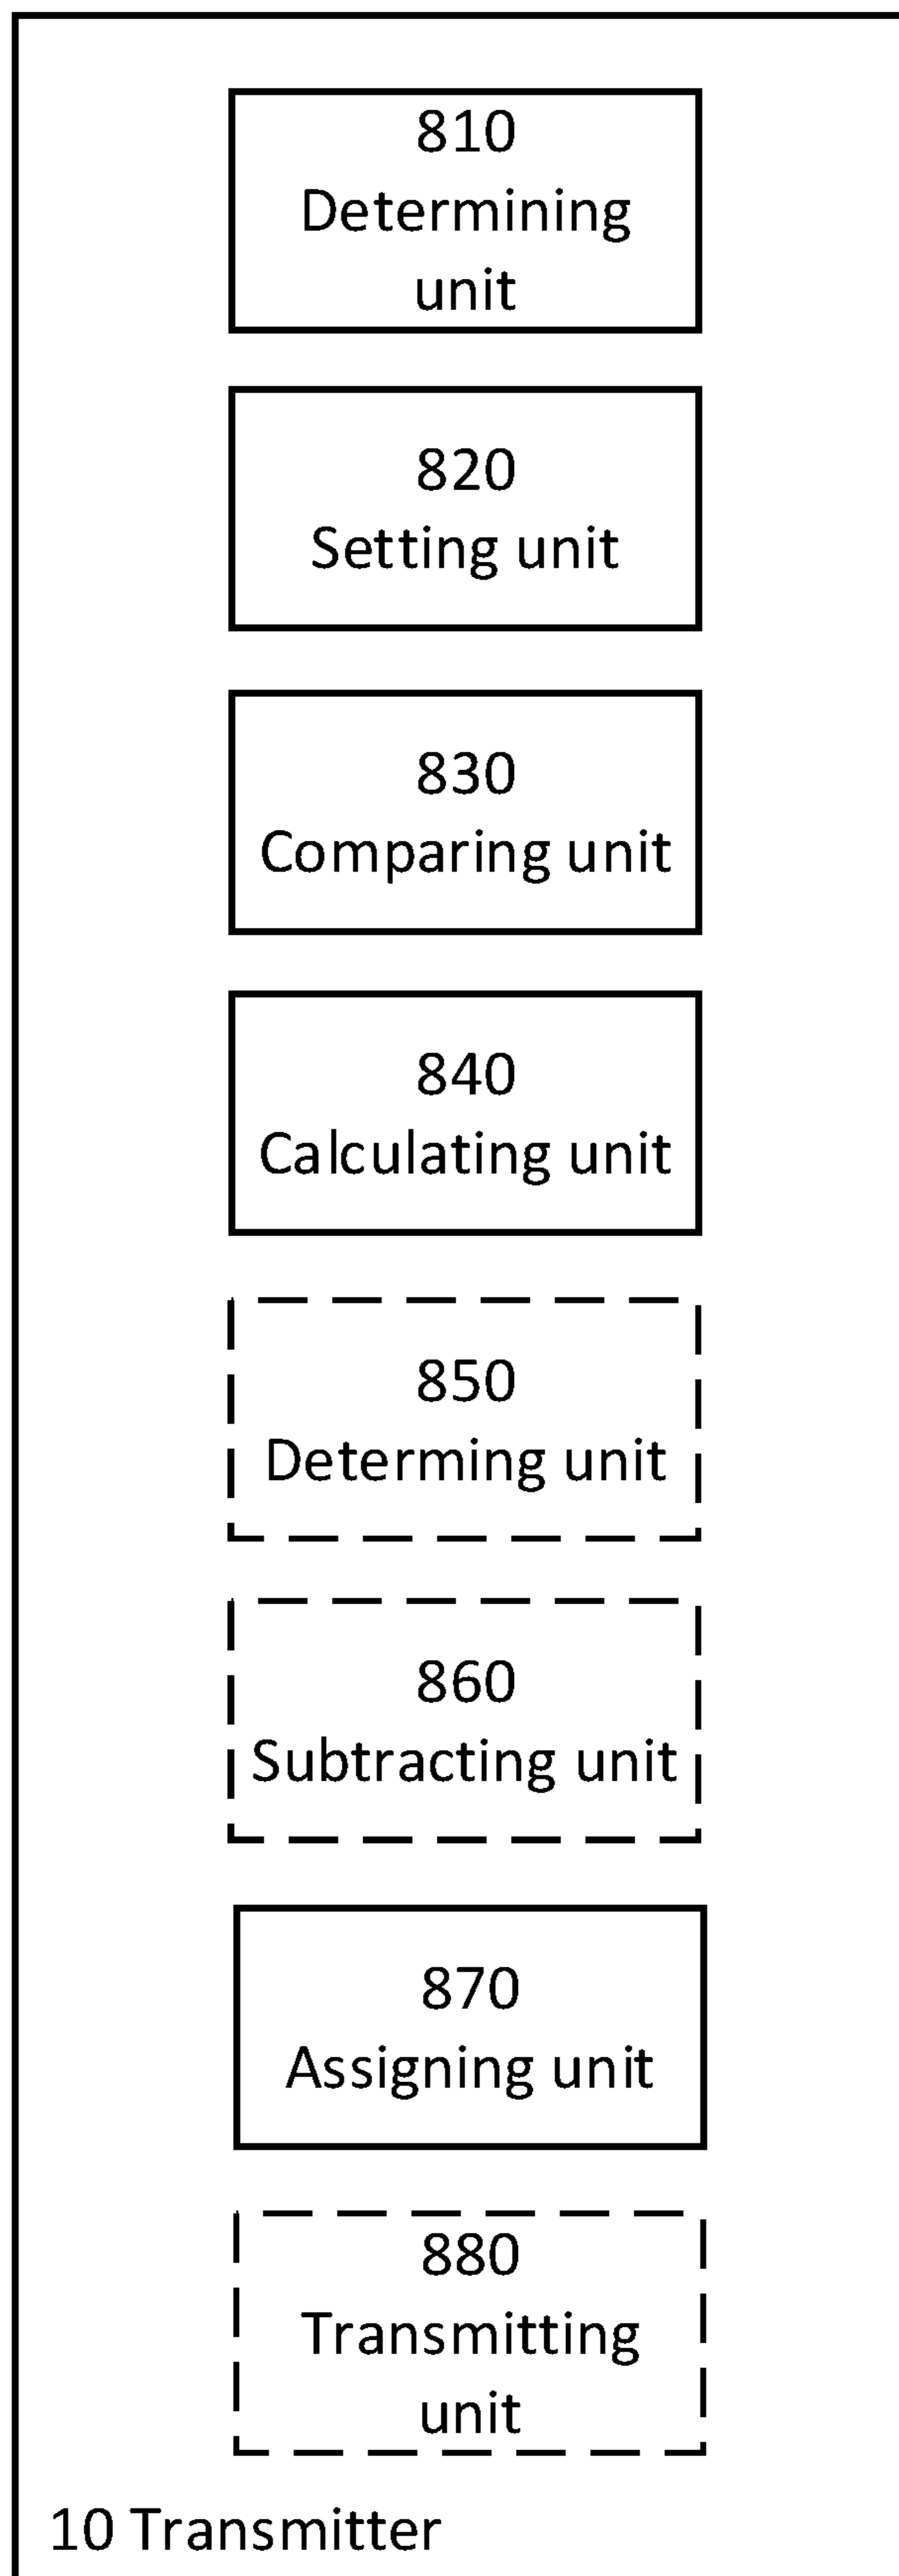 810
Determining
unit
820
Setting unit
830
Comparing unit
840
Calculating unit
850
Determing unit
860
Subtracting unit
870
Assigning unit
880
Transmitting
unit
10 Transmitter